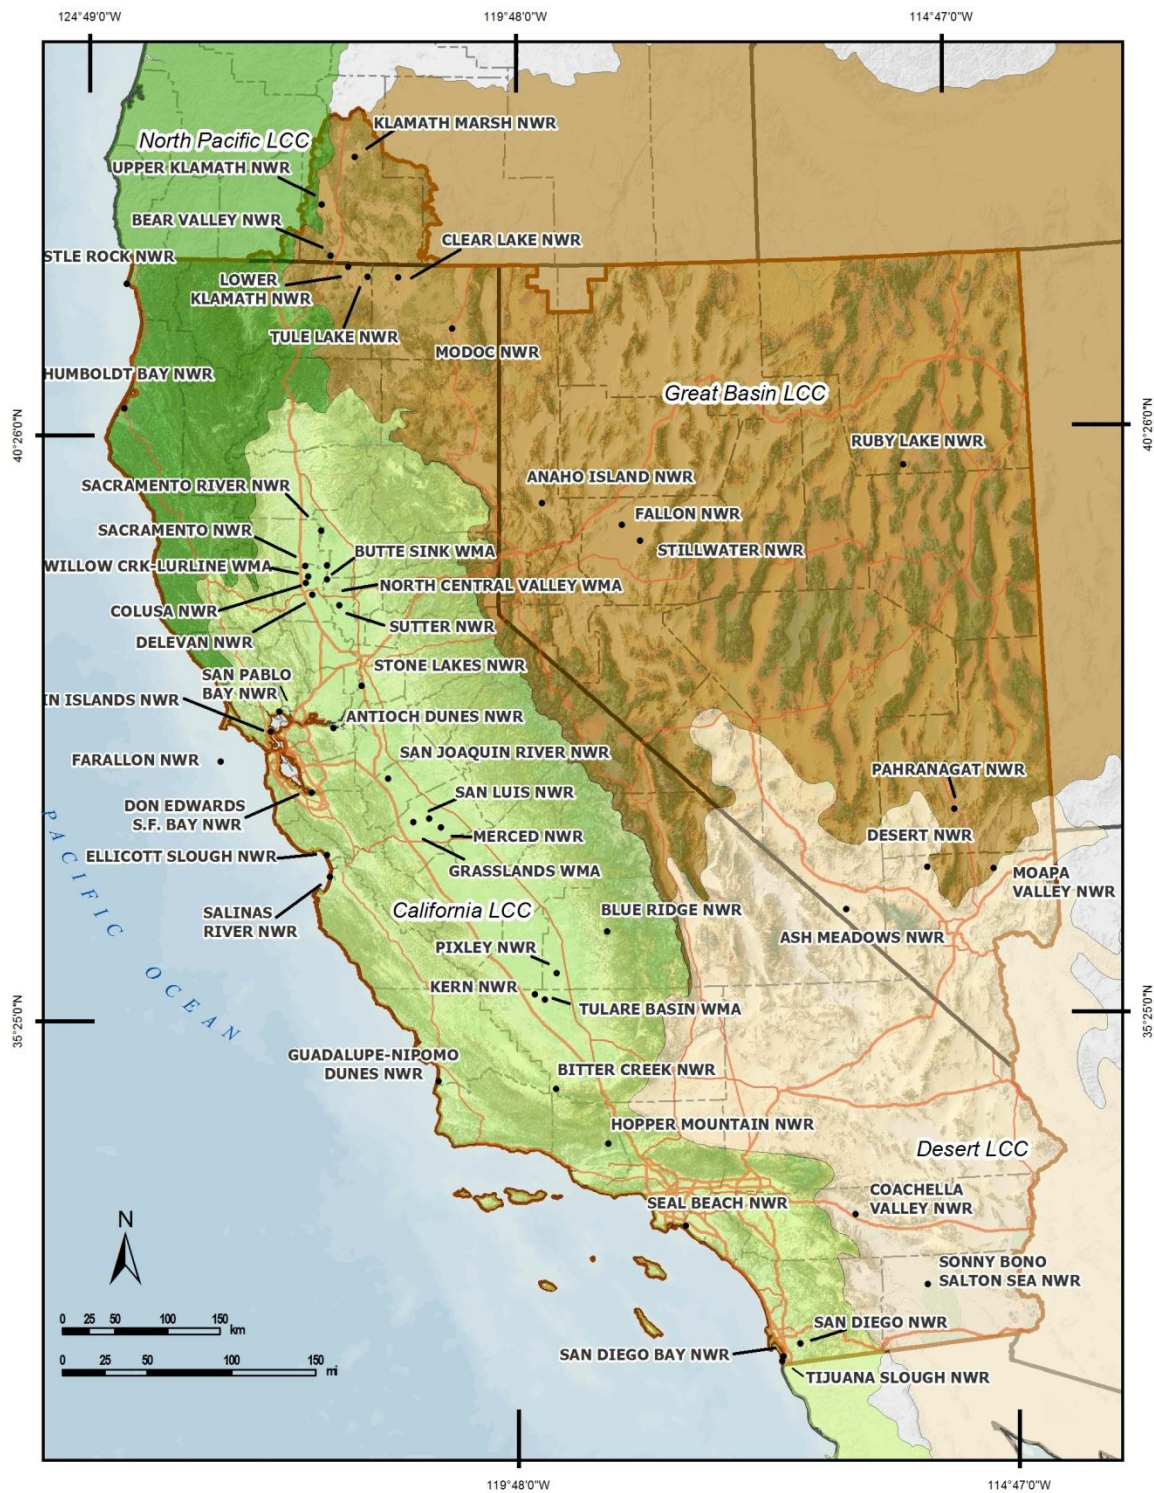 124°49'0"W
119°48'0"W
114°47'0"W
KLAMATH MARSH NWR
North Pacific LCC
UPPER KLAMATH NWR
BEAR VALLEY NWR
CLEAR LAKE NWR
STLE ROCK NWR
LOWER
KLAMATH NWR
TULE LAKE NWR
MODOC NWR
HUMBOLDT BAY NWR
Great Basin LCC
40°26'0"N
40°26'0"N
RUBY LAKE NWR
ANAHO ISLAND NWR
SACRAMENTO RIVER NWR
FALLON NWR
SACRAMENTO NWR
STILLWATER NWR
BUTTE SINK WMA
WILLOW CRK-LURLINE WMA
NORTH CENTRAL VALLEY WMA
COLUSA NWR
SUTTER NWR
DELEVAN NWR
STONE LAKES NWR
SAN PABLO
BAY NWR
IN ISLANDS NWR
ANTIOCH DUNES NWR
SAN JOAQUIN RIVER NWR
FARALLON NWR
PAHRANAGAT NWR
SAN LUIS NWR
DON EDWARDS
S.F. BAY NWR
MERCED NWR
DESERT NWR
ELLICOTT SLOUGH NWR
GRASSLANDS WMA
MOAPA
VALLEY NWR
PACIFIC OCEAN
SALINAS
RIVER NWR
California LCC
BLUE RIDGE NWR
ASH MEADOWS NWR
PIXLEY NWR
KERN NWR
TULARE BASIN WMA
35°25'0"N
35°25'0"N
GUADALUPE-NIPOMO
DUNES NWR
BITTER CREEK NWR
HOPPER MOUNTAIN NWR
Desert LCC
COACHELLA
VALLEY NWR
SEAL BEACH NWR
N
SONNY BONO
SALTON SEA NWR
0 25 50 100 150
km
SAN DIEGO NWR
SAN DIEGO BAY NWR
0 25 50 100 150
mi
TIJUANA SLOUGH NWR
119°48'0"W
114°47'0"W